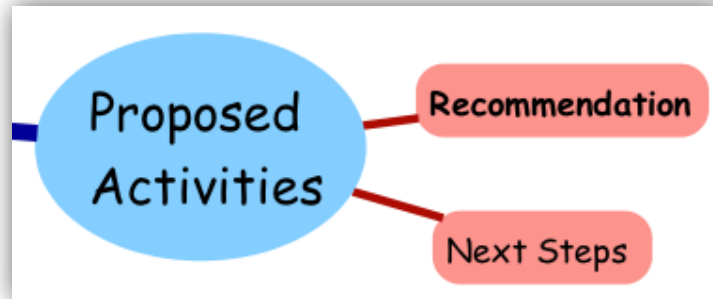 Proposed
Activities
Recommendation
Next Steps